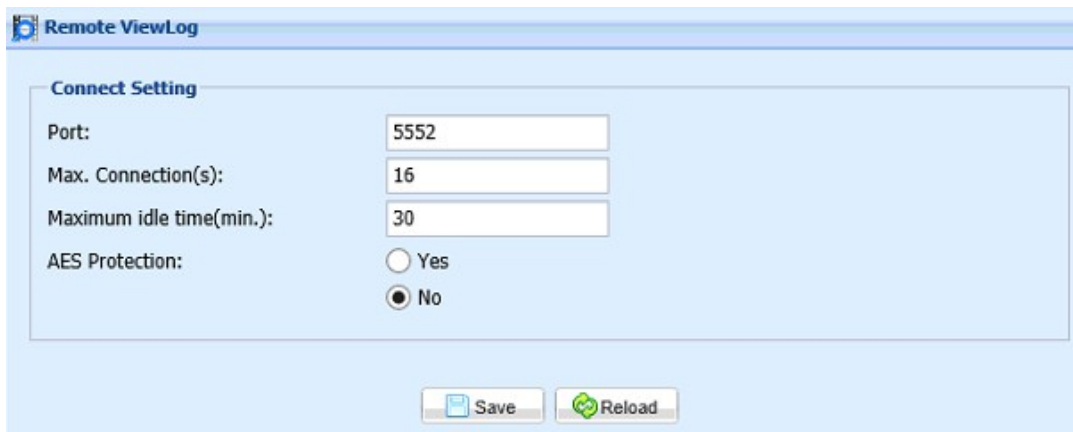 Remote ViewLog
Connect Setting
Port: 5552
Max. Connection(s): 16
Maximum idle time(min.): 30
AES Protection: Yes
No
Save Reload